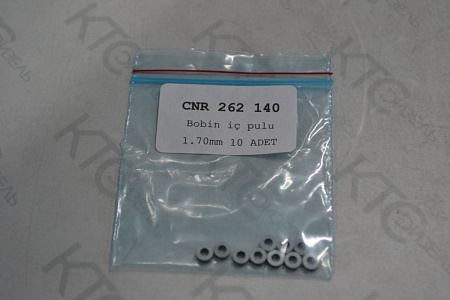 CNR 262 140
Bobin iç pulu
1.70mm 10 ADET